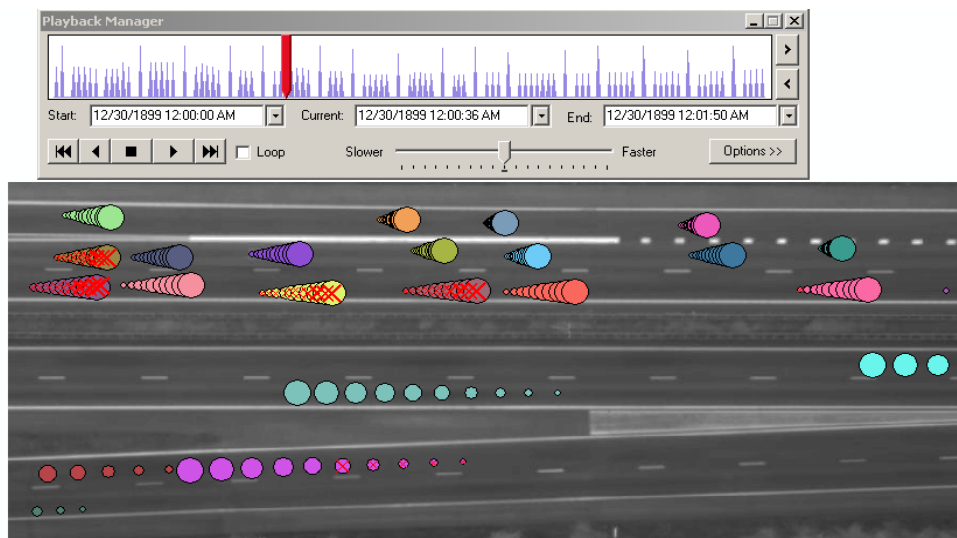 Playback Manager
Start: 12/30/1899 12:00:00 AM Current: 12/30/1899 12:00:36 AM End: 12/30/1899 12:01:50 AM
Loop Slower Faster Options >>